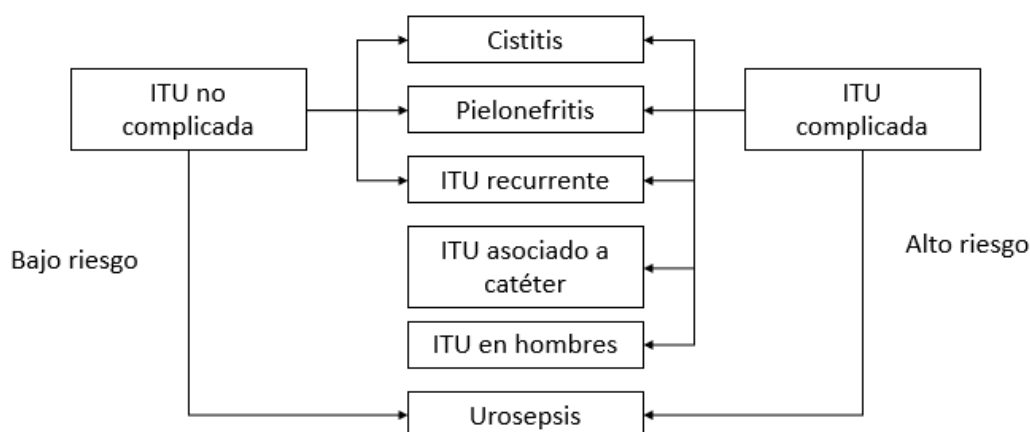 Cistitis
ITU no
complicada
Pielonefritis
ITU
complicada
ITU recurrente
Bajo riesgo
ITU asociado a
catéter
Alto riesgo
ITU en hombres
Urosepsis